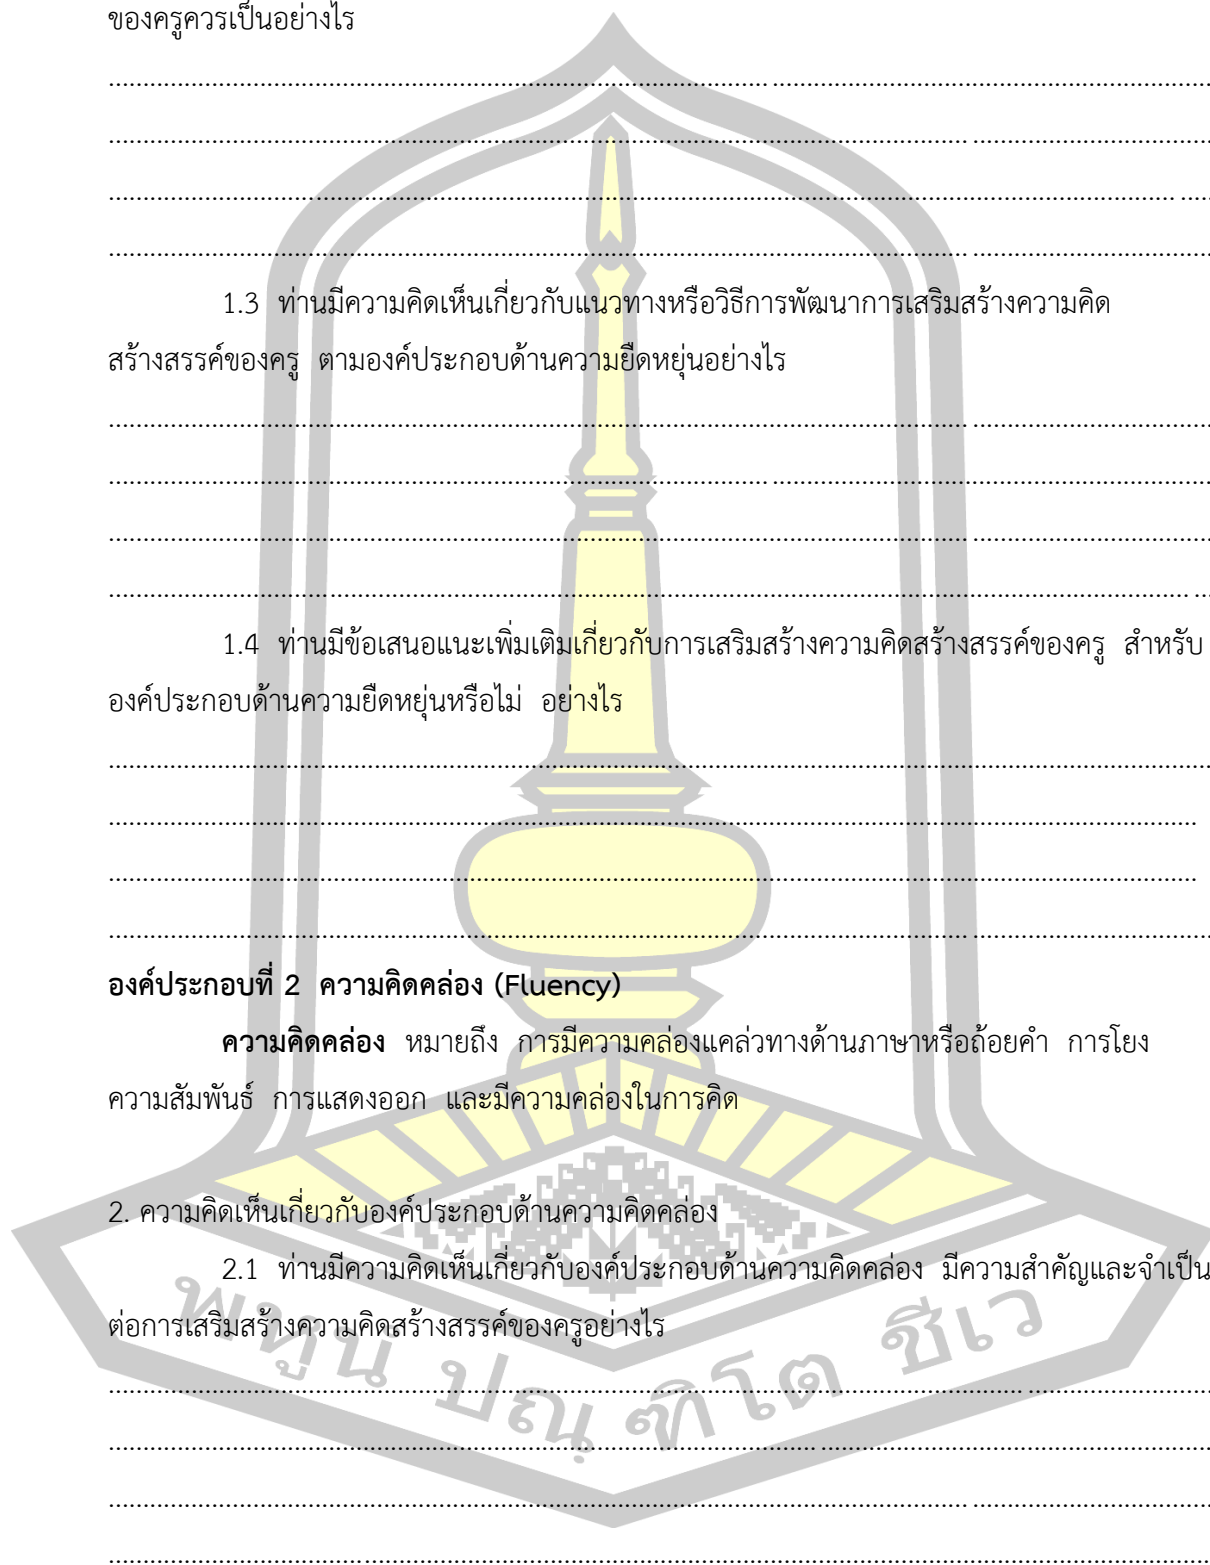 ของครูควรเป็นอย่างไร
1.3 ท่านมีความคิดเห็นเกี่ยวกับแนวทางหรือวิธีการพัฒนาการเสริมสร้างความคิด
สร้างสรรค์ของครู ตามองค์ประกอบด้านความยืดหยุ่นอย่างไร
1.4 ท่านมีข้อเสนอแนะเพิ่มเติมเกี่ยวกับการเสริมสร้างความคิดสร้างสรรค์ของครู สำหรับ
องค์ประกอบด้านความยืดหยุ่นหรือไม่ อย่างไร
องค์ประกอบที่ 2 ความคิดคล่อง (Fluency)
ความคิดคล่อง หมายถึง การมีความคล่องแคล่วทางด้านภาษาหรือถ้อยคำ การโยง
ความสัมพันธ์ การแสดงออก และมีความคล่องในการคิด
2. ความคิดเห็นเกี่ยวกับองค์ประกอบด้านความคิดคล่อง
2.1 ท่านมีความคิดเห็นเกี่ยวกับองค์ประกอบด้านความคิดคล่อง มีความสำคัญและจำเป็น
ต่อการเสริมสร้างความคิดสร้างสรรค์ของครูอย่างไร
พหูนํ ปณฺฑิโต ชีเว